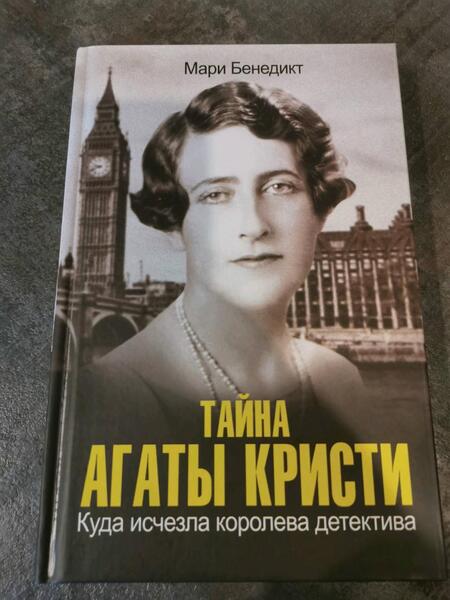 Мари Бенедикт
ТАЙНА
АГАТЫ КРИСТИ
Куда исчезла королева детектива